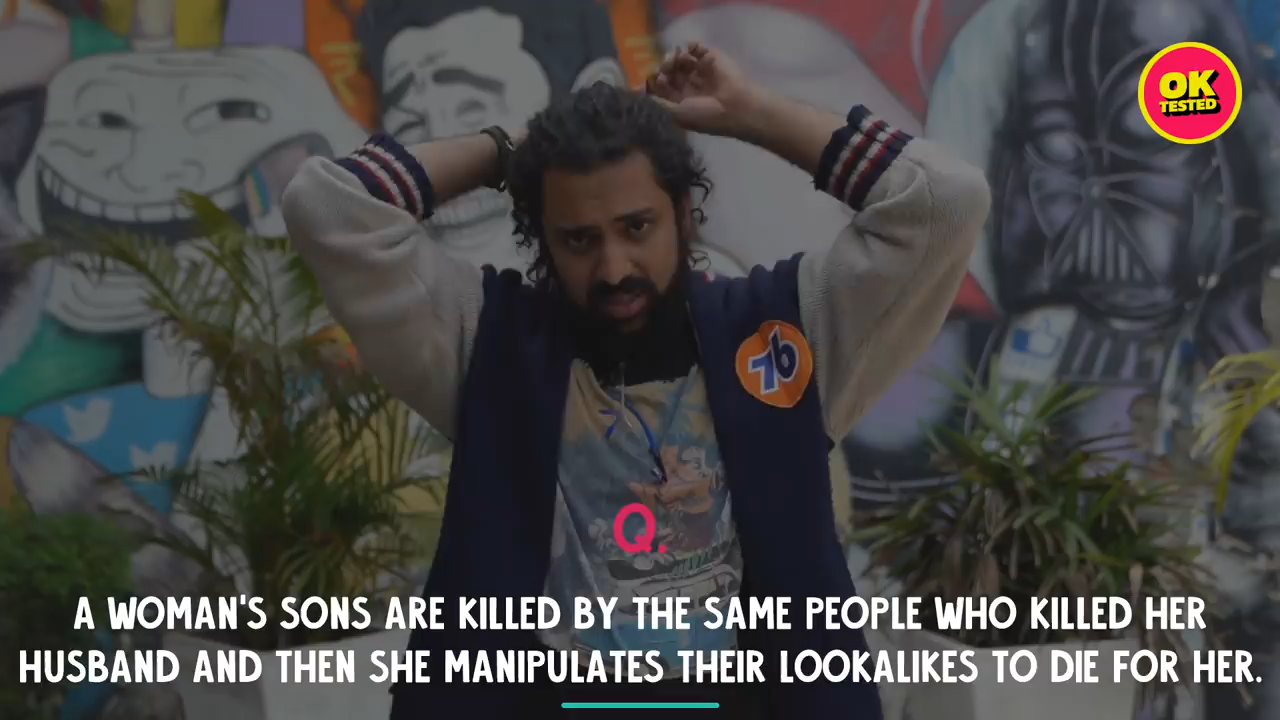 OK
TESTED
76
Q.
A WOMAN'S SONS ARE KILLED BY THE SAME PEOPLE WHO KILLED HER
HUSBAND AND THEN SHE MANIPULATES THEIR LOOKALIKES TO DIE FOR HER.